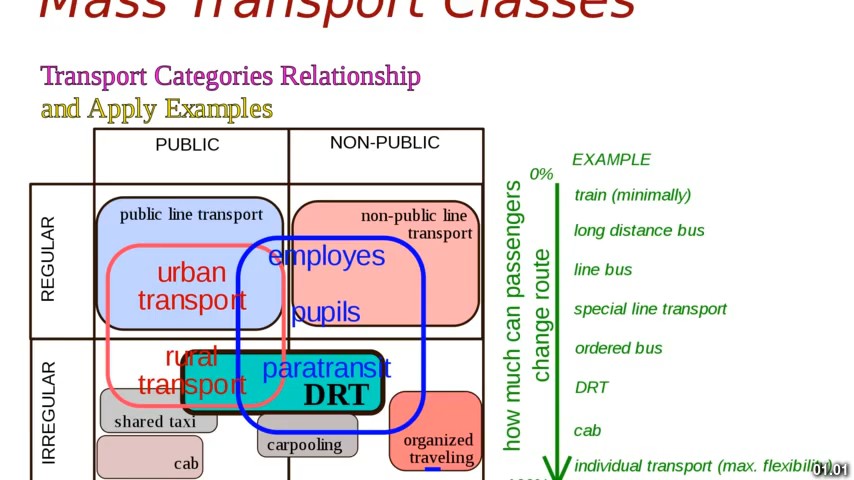 Mass Transport Classes
Transport Categories Relationship
and Apply Examples
PUBLIC
NON-PUBLIC
REGULAR
IRREGULAR
public line transport
non-public line
transport
urban
transport
employes
pupils
rural
transport
paratransit
DRT
shared taxi
cab
carpooling
organized
traveling
how much can passengers
change route
0%
EXAMPLE
train (minimally)
long distance bus
line bus
special line transport
ordered bus
DRT
cab
individual transport (max. flexibility)
01.01